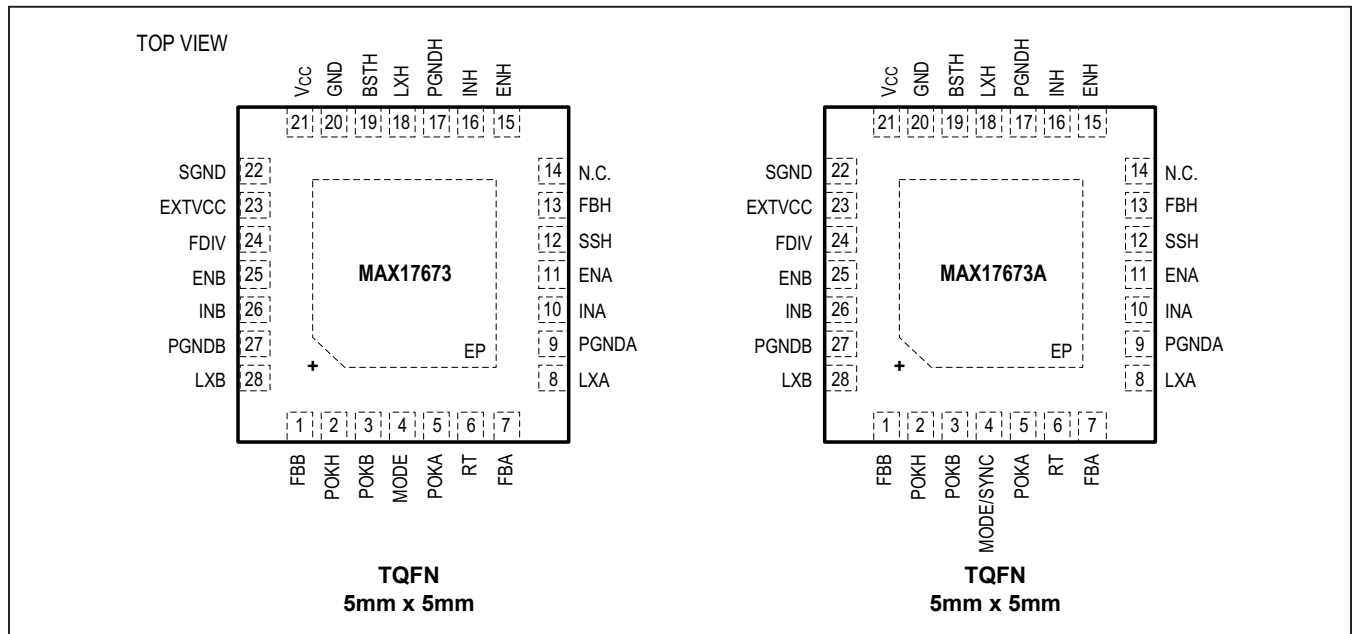 TOP VIEW
VCC
GND
BSTH
LXH
PGNDH
INH
ENH
21 20 19 18 17 16 15
SGND 22
EXTVCC 23
FDIV 24
ENB 25
INB 26
PGNDB 27
LXB 28
14 N.C.
13 FBH
12 SSH
11 ENA
10 INA
9 PGNDA
8 LXA
MAX17673
EP
+
1 2 3 4 5 6 7
FBB
POKH
POKB
MODE
POKA
RT
FBA
TQFN
5mm x 5mm
VCC
GND
BSTH
LXH
PGNDH
INH
ENH
21 20 19 18 17 16 15
SGND 22
EXTVCC 23
FDIV 24
ENB 25
INB 26
PGNDB 27
LXB 28
14 N.C.
13 FBH
12 SSH
11 ENA
10 INA
9 PGNDA
8 LXA
MAX17673A
EP
+
1 2 3 4 5 6 7
FBB
POKH
POKB
MODE/SYNC
POKA
RT
FBA
TQFN
5mm x 5mm